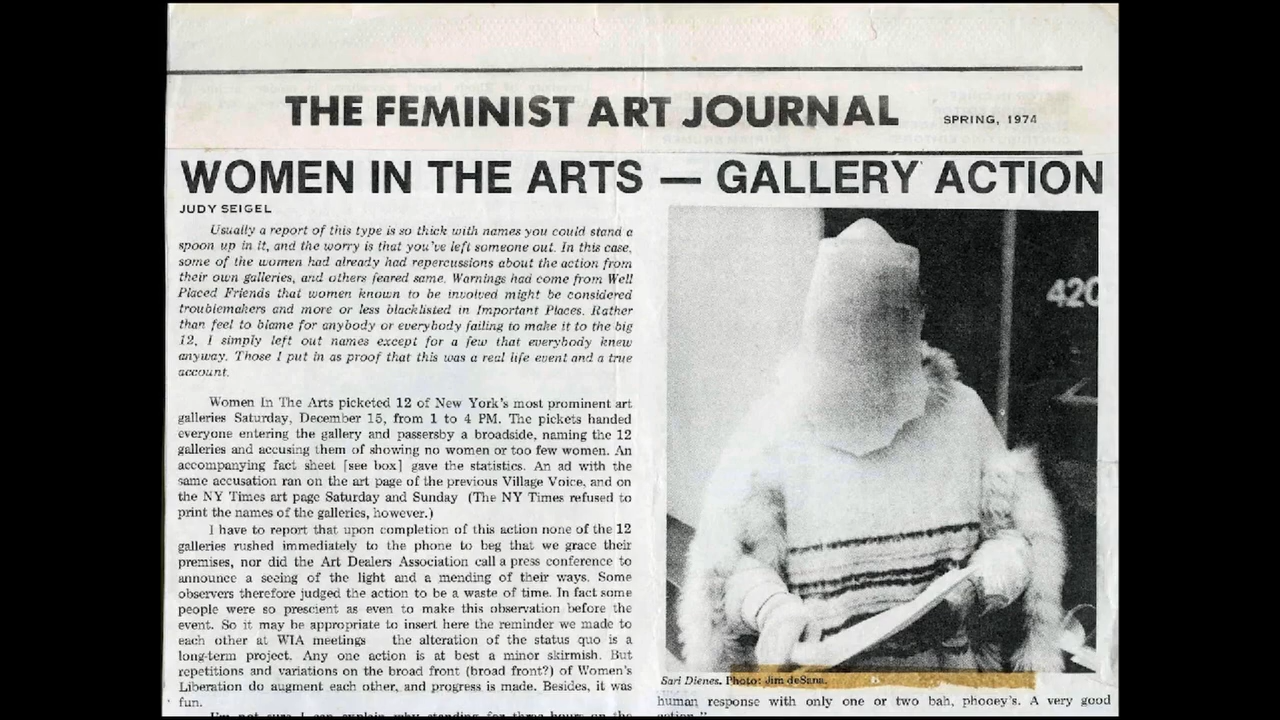 THE FEMINIST ART JOURNAL SPRING, 1974
WOMEN IN THE ARTS — GALLERY ACTION
JUDY SEIGEL
Usually a report of this type is so thick with names you could stand a
spoon up in it, and the worry is that you've left someone out. In this case,
some of the women had already had repercussions about the action from
their own galleries, and others feared same. Warnings had come from Well
Placed Friends that women known to be involved might be considered
troublemakers and more or less blacklisted in Important Places. Rather
than feel to blame for anybody or everybody failing to make it to the big
12, I simply left out names except for a few that everybody knew
anyway. Those I put in as proof that this was a real life event and a true
account.
Women In The Arts picketed 12 of New York's most prominent art
galleries Saturday, December 15, from 1 to 4 PM. The pickets handed
everyone entering the gallery and passersby a broadside, naming the 12
galleries and accusing them of showing no women or too few women. An
accompanying fact sheet [see box] gave the statistics. An ad with the
same accusation ran on the art page of the previous Village Voice, and on
the NY Times art page Saturday and Sunday (The NY Times refused to
print the names of the galleries, however.)
I have to report that upon completion of this action none of the 12
galleries rushed immediately to the phone to beg that we grace their
premises, nor did the Art Dealers Association call a press conference to
announce a seeing of the light and a mending of their ways. Some
observers therefore judged the action to be a waste of time. In fact some
people were so prescient as even to make this observation before the
event. So it may be appropriate to insert here the reminder we made to
each other at WIA meetings the alteration of the status quo is a
long-term project. Any one action is at best a minor skirmish. But
repetitions and variations on the broad front (broad front?) of Women's
Liberation do augment each other, and progress is made. Besides, it was
fun.
I'm not sure I can explain why standing for three hours on the
420
Sari Dienes. Photo: Jim deSana.
human response with only one or two bah, phooey's. A very good
action."